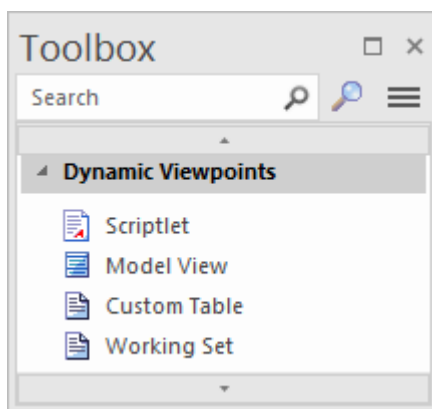 Toolbox
Search
Dynamic Viewpoints
Scriptlet
Model View
Custom Table
Working Set